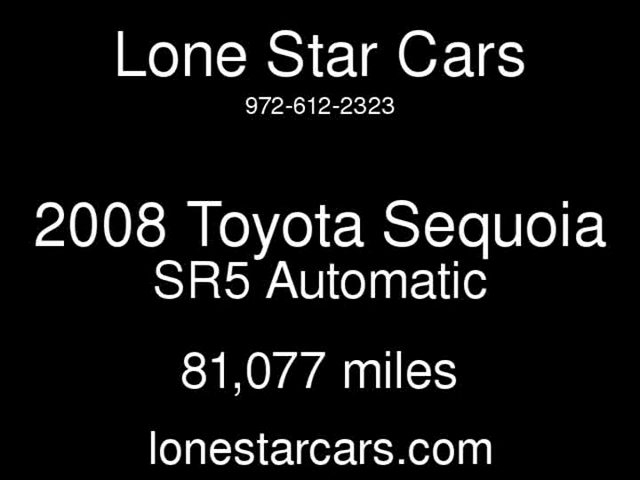 Lone Star Cars
972-612-2323
2008 Toyota Sequoia
SR5 Automatic
81,077 miles
lonestarcars.com